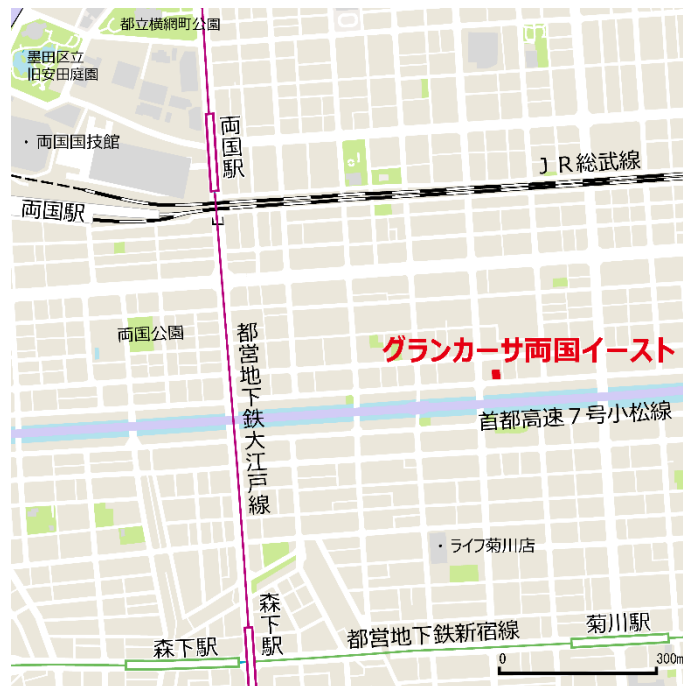 都立横網町公園
墨田区立
旧安田庭園
・両国国技館
両国駅
ＪＲ総武線
両国駅
両国公園
都営地下鉄大江戸線
グランカーサ両国イースト
首都高速７号小松線
・ライフ菊川店
森下駅
森下駅
都営地下鉄新宿線
菊川駅
0 300m